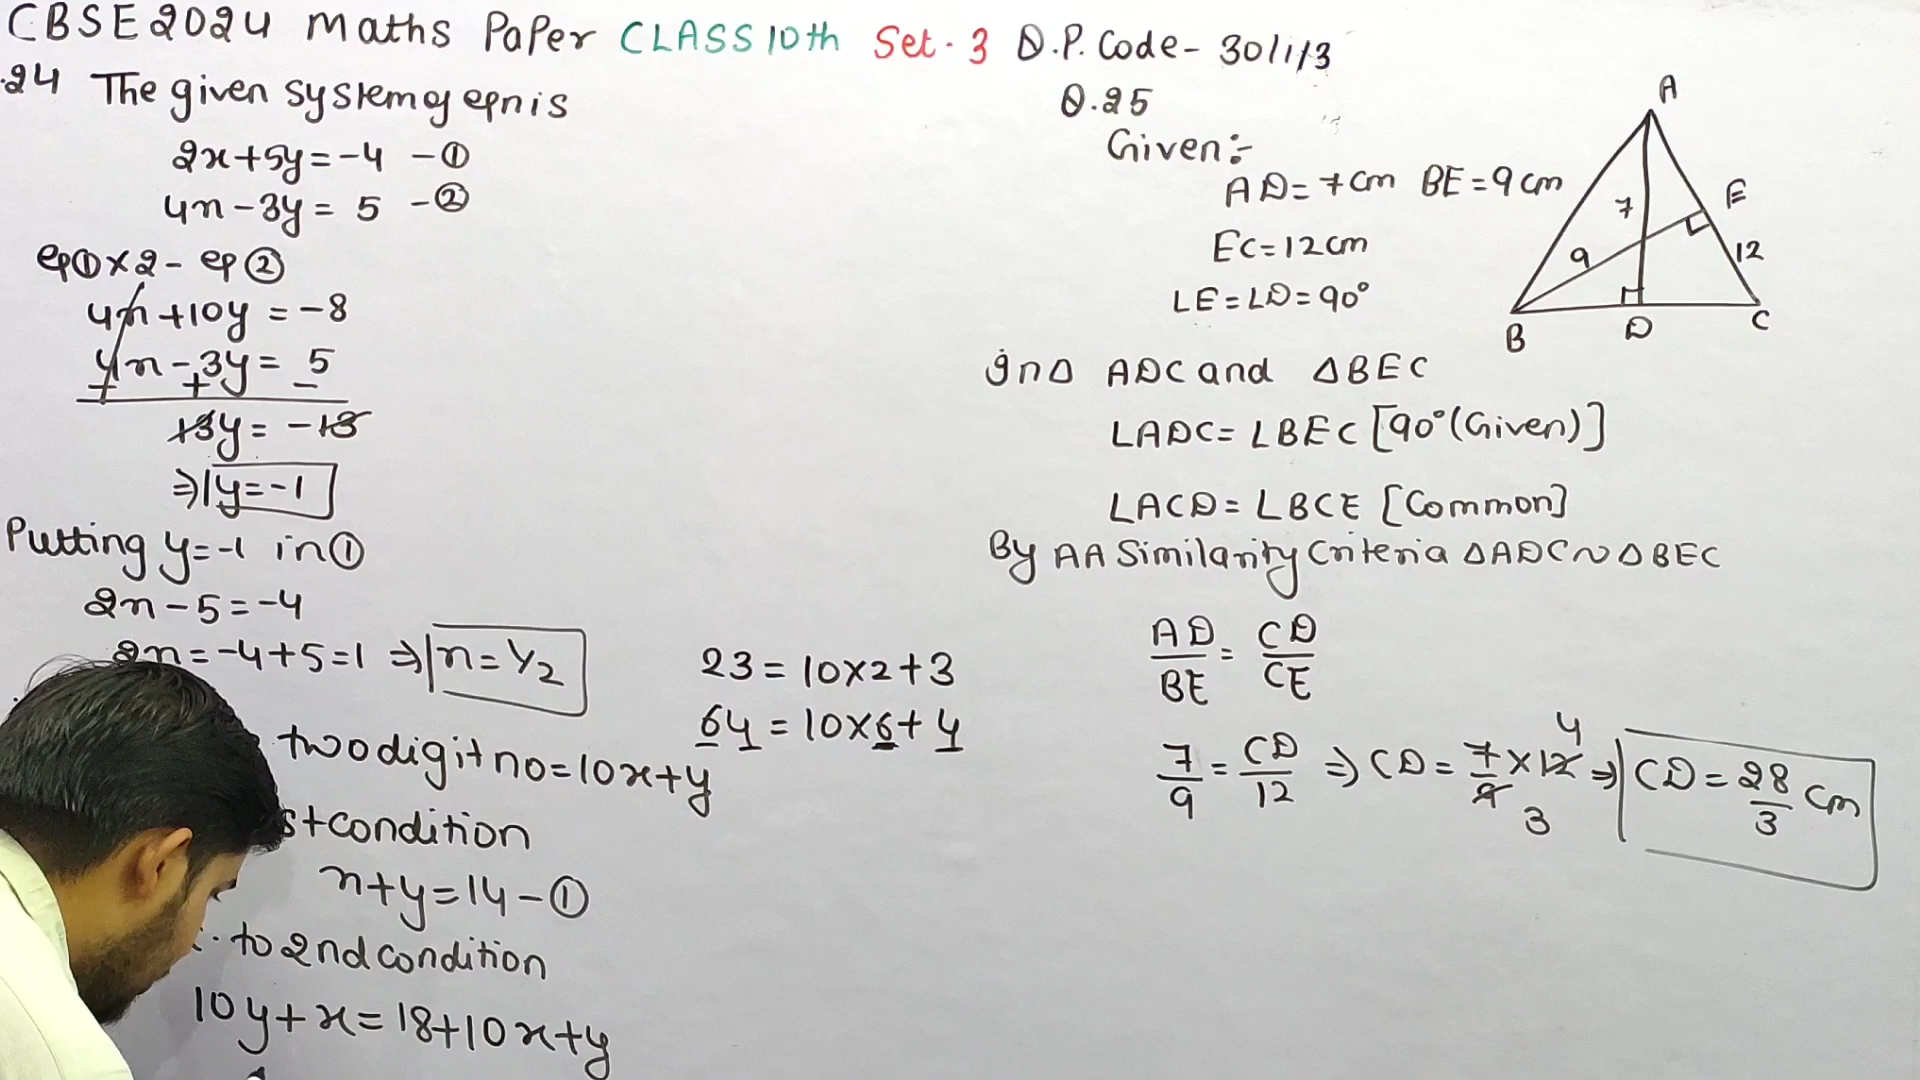 CBSE 2024 Maths PaPer CLASS 10th Set-3 Q.P. Code- 30/1/3
.24 The given system of eqn is
2x+5y=-4 -①
4x-3y= 5 -②
eq①×2- eq②
4x+10y=-8
4x-3y= 5
- + -
13y=-13
⇒ y=-1
Putting y=-1 in①
2x-5=-4
2x=-4+5=1 ⇒ x=1/2
two digit no=10x+y
st condition
x+y=14-①
. to 2nd condition
10y+x=18+10x+y
23=10×2+3
64=10×6+4
Q.25
Given:-
AD=7cm BE=9cm
EC=12cm
∠E=∠D=90°
A
E
7
9
12
B
D
C
In Δ ADC and ΔBEC
∠ADC=∠BEC [90°(Given)]
∠ACD=∠BCE [Common]
By AA Similarity Criteria ΔADC~ΔBEC
AD/BE=CD/CE
7/9=CD/12 ⇒ CD=7/9×12 ⇒ CD=28/3 cm
4
3